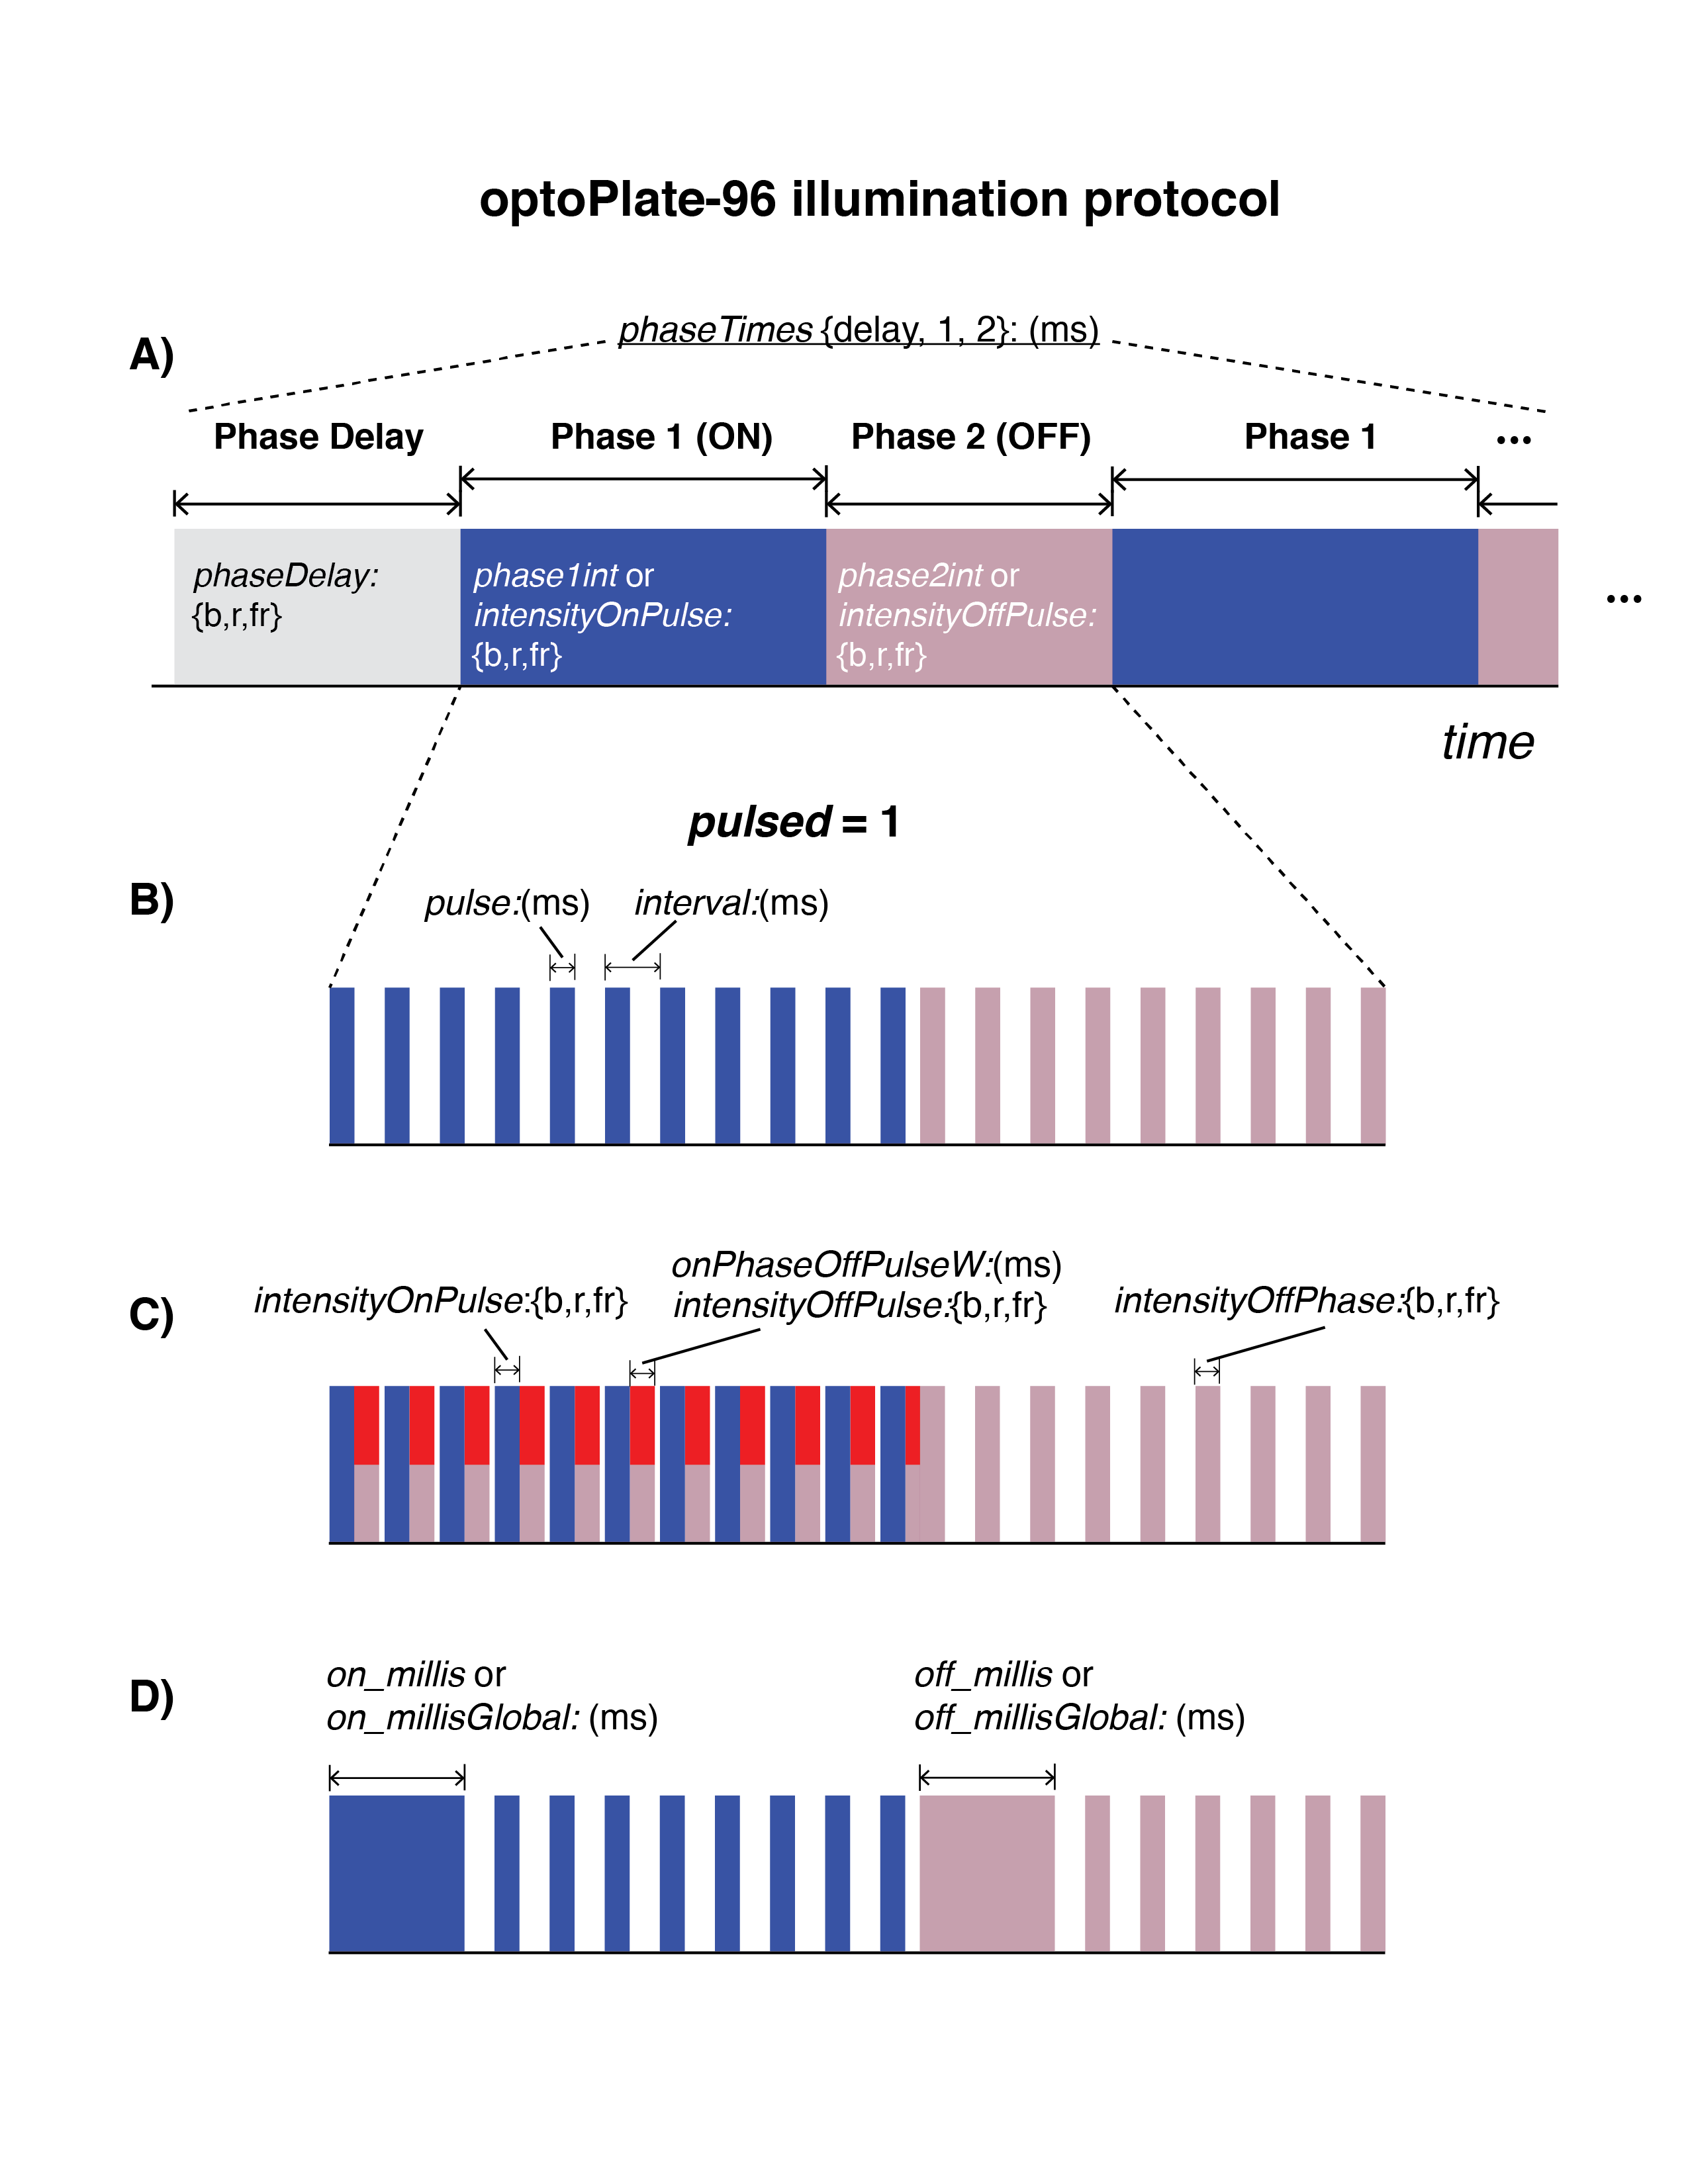 optoPlate-96 illumination protocol
A)
phaseTimes {delay, 1, 2}: (ms)
Phase Delay Phase 1 (ON) Phase 2 (OFF) Phase 1 ...
phaseDelay:
{b,r,fr}
phase1int or
intensityOnPulse:
{b,r,fr}
phase2int or
intensityOffPulse:
{b,r,fr}
...
time
pulsed = 1
B)
pulse:(ms) interval:(ms)
C)
intensityOnPulse:{b,r,fr}
onPhaseOffPulseW:(ms)
intensityOffPulse:{b,r,fr}
intensityOffPhase:{b,r,fr}
D)
on_millis or
on_millisGlobal: (ms)
off_millis or
off_millisGlobal: (ms)